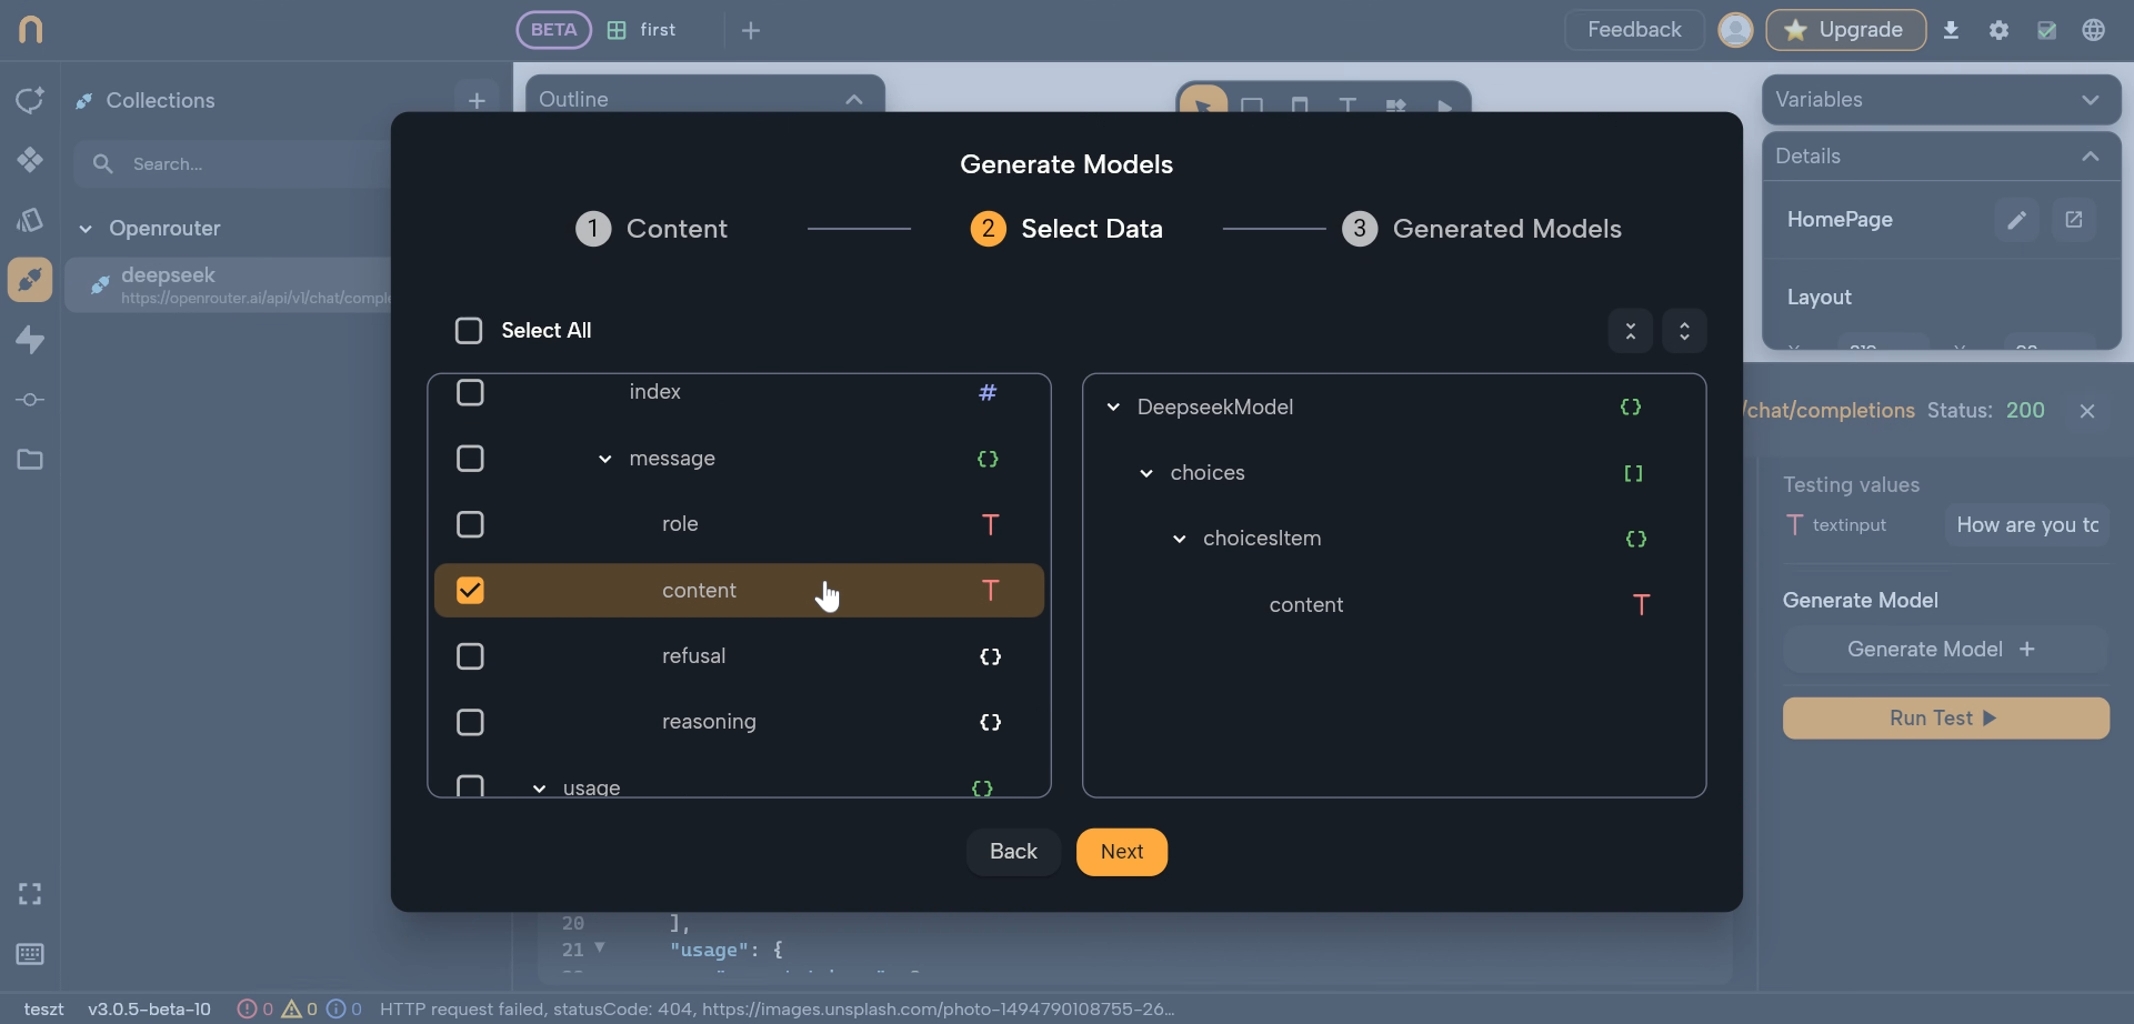 BETA
first
Feedback
Upgrade
Collections
Outline
Variables
Search...
Details
Generate Models
HomePage
1 Content
2 Select Data
3 Generated Models
Openrouter
deepseek
https://openrouter.ai/api/v1/chat/comple
Layout
Select All
index #
message {}
role T
content T
refusal {}
reasoning {}
usage {}
DeepseekModel {}
choices []
choicesItem {}
content T
/chat/completions Status: 200
Testing values
T textinput How are you to
Generate Model
Generate Model +
Run Test
Back
Next
20 ],
21 "usage": {
teszt v3.0.5-beta-10 0 0 0 HTTP request failed, statusCode: 404, https://images.unsplash.com/photo-1494790108755-26...